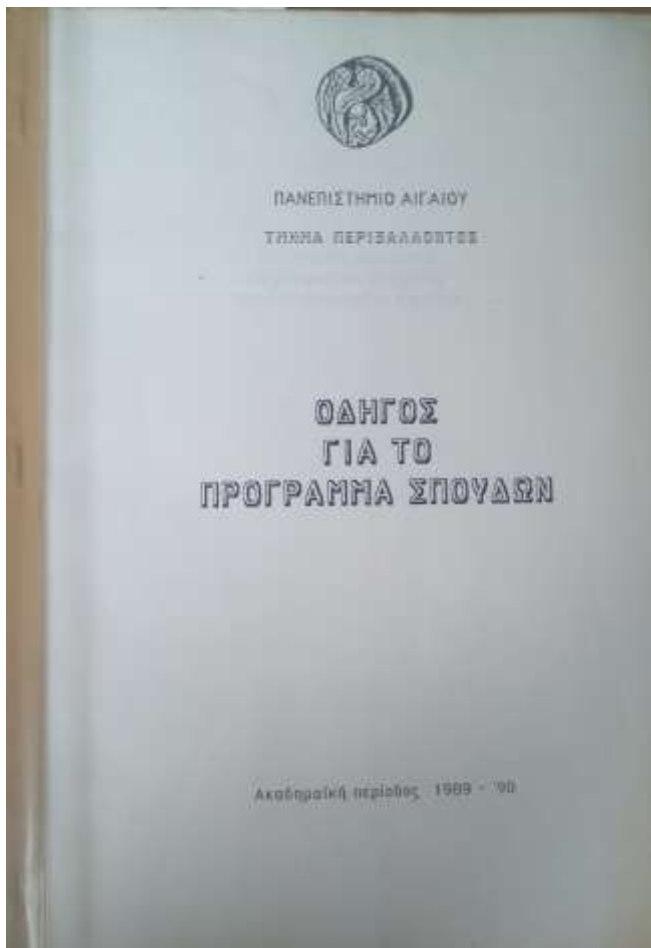 ΠΑΝΕΠΙΣΤΗΜΙΟ ΑΙΓΑΙΟΥ
ΤΜΗΜΑ ΠΕΡΙΒΑΛΛΟΝΤΟΣ
ΟΔΗΓΟΣ
ΓΙΑ ΤΟ
ΠΡΟΓΡΑΜΜΑ ΣΠΟΥΔΩΝ
Ακαδημαϊκή περίοδος 1989 - '90